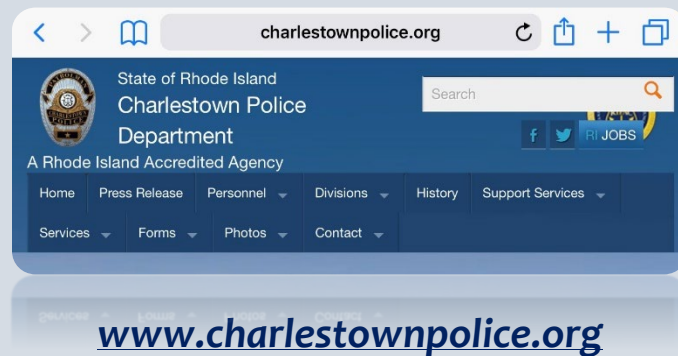 charlestownpolice.org
State of Rhode Island
Charlestown Police
Department
A Rhode Island Accredited Agency
Search
RI JOBS
Home Press Release Personnel Divisions History Support Services
Services Forms Photos Contact
www.charlestownpolice.org